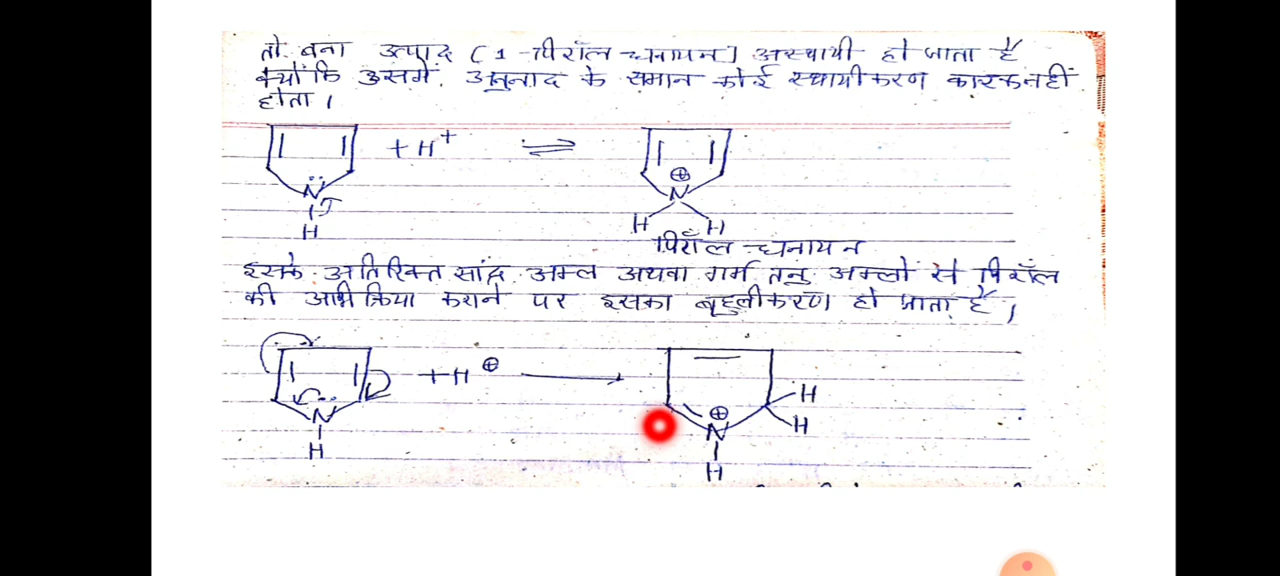 तो बना उत्पाद (1-पिरॉल धनायन) अस्थायी हो जाता है
क्योंकि उसमें अनुनाद के समान कोई स्थायीकरण कारक नहीं
होता।
+ H⁺ ⇌
N̈
H
⊕
N
H H
पिरॉल धनायन
इसके अतिरिक्त सांद्र अम्ल अथवा गर्म तनु अम्लों से पिरॉल
की अभिक्रिया कराने पर इसका बहुलीकरण हो जाता है।
+ H ⊕ →
N̈
H
H
H
⊕
N
H